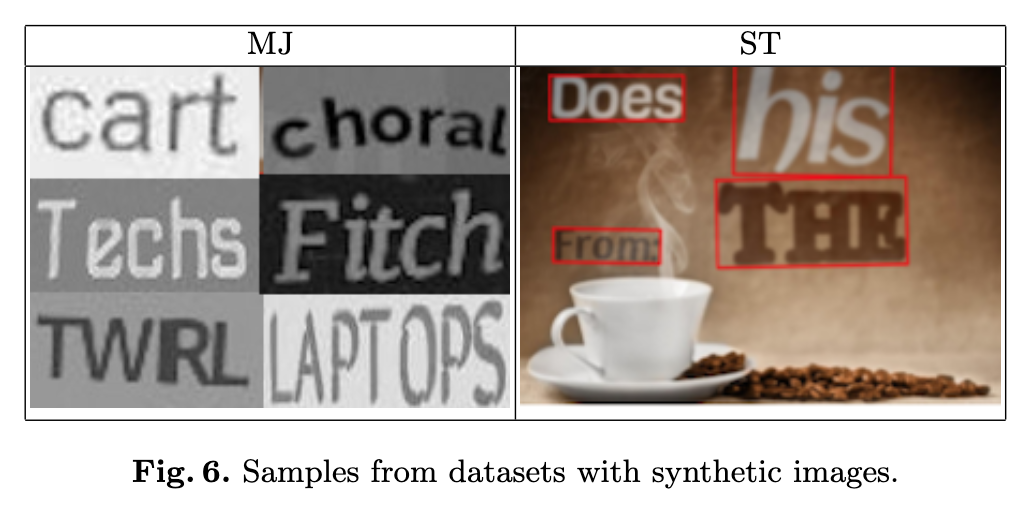 MJ ST
cart choral
Techs Fitch
TWRL LAPTOPS
Does his
THE
From:
Fig. 6. Samples from datasets with synthetic images.